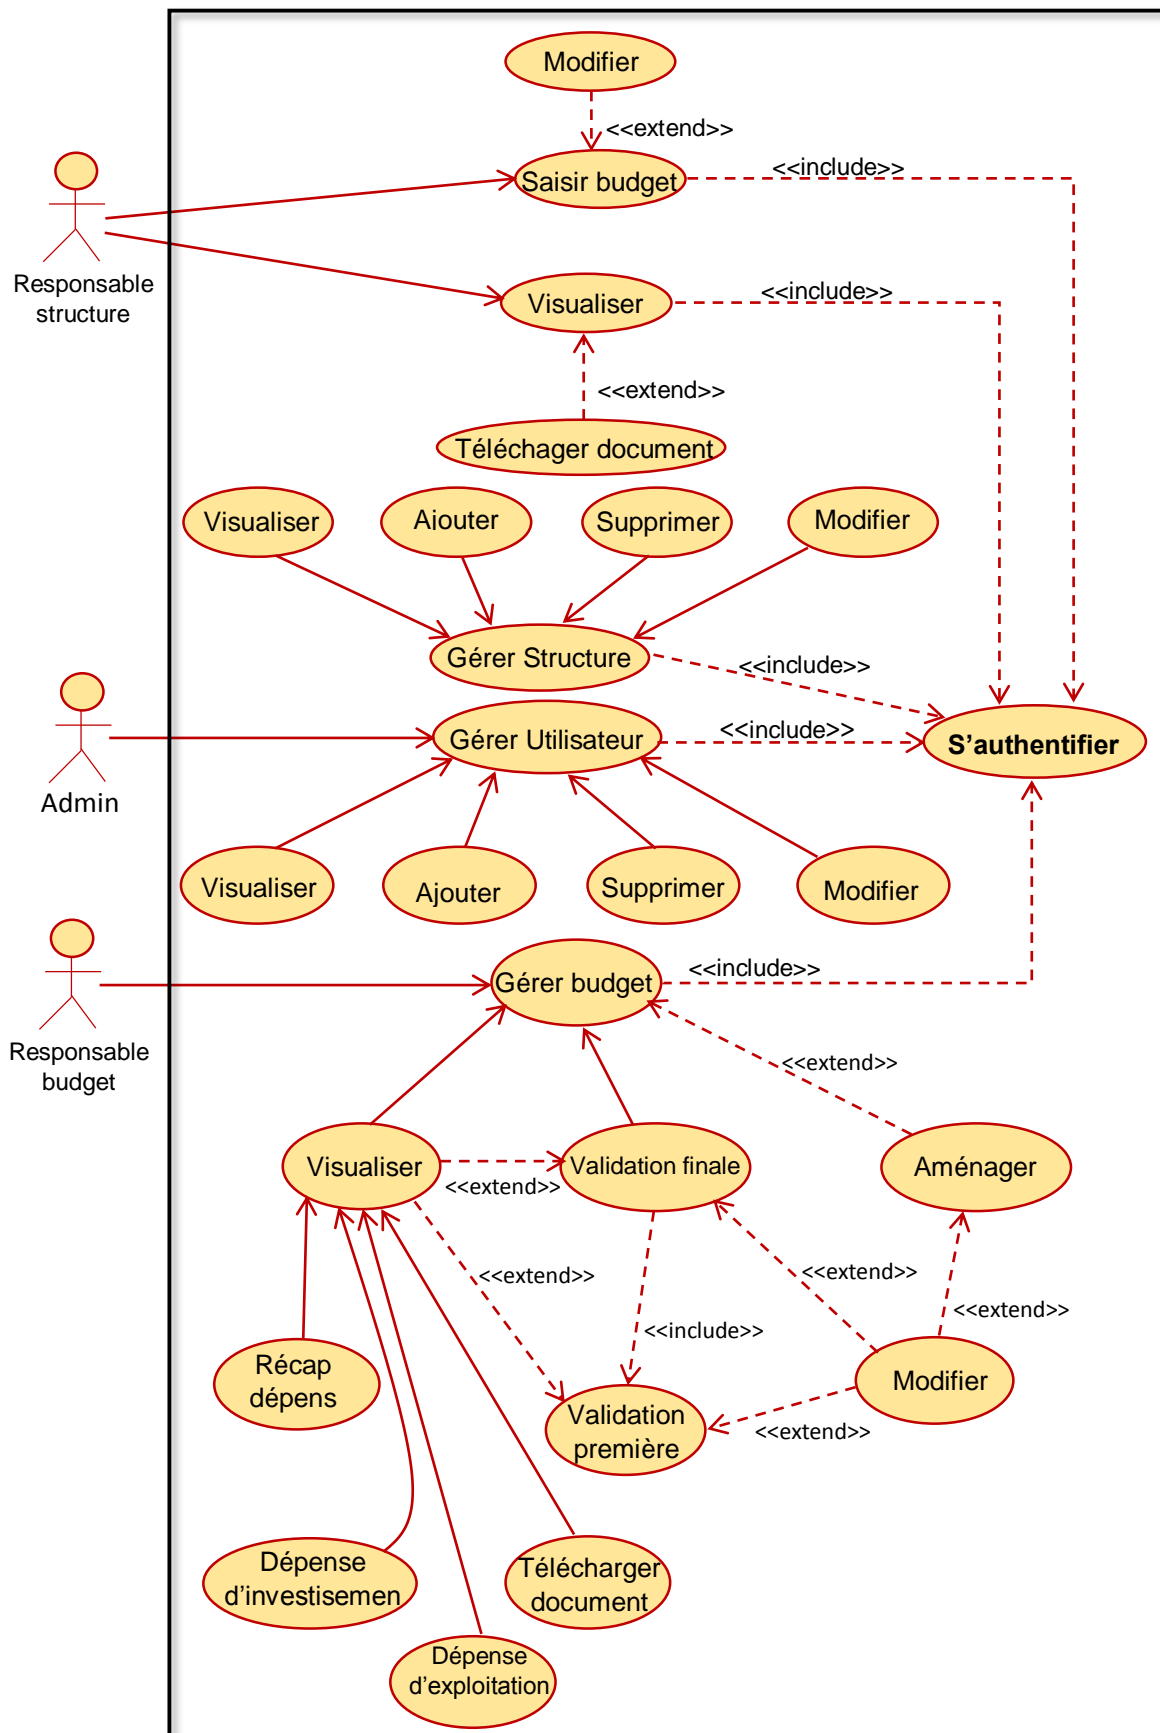 Modifier
<<extend>>
Saisir budget
<<include>>
Responsable
structure
Visualiser
<<include>>
<<extend>>
Téléchager document
Visualiser
Aiouter
Supprimer
Modifier
Gérer Structure
<<include>>
Admin
Gérer Utilisateur
<<include>>
S'authentifier
Visualiser
Ajouter
Supprimer
Modifier
Responsable
budget
Gérer budget
<<include>>
<<extend>>
Visualiser
<<extend>>
Validation finale
Aménager
<<extend>>
<<extend>>
<<include>>
<<extend>>
Récap
dépens
Validation
première
<<extend>>
Modifier
Dépense
d'investisemen
Télécharger
document
Dépense
d'exploitation